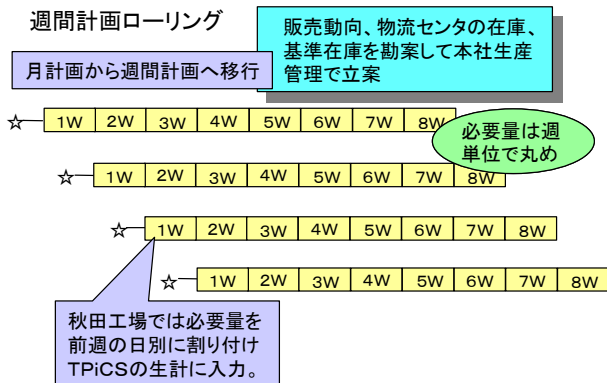 週間計画ローリング
販売動向、物流センタの在庫、
基準在庫を勘案して本社生産
管理で立案
月計画から週間計画へ移行
☆ 1W 2W 3W 4W 5W 6W 7W 8W
必要量は週
単位で丸め
☆ 1W 2W 3W 4W 5W 6W 7W 8W
☆ 1W 2W 3W 4W 5W 6W 7W 8W
☆ 1W 2W 3W 4W 5W 6W 7W 8W
秋田工場では必要量を
前週の日別に割り付け
TPiCSの生計に入力。